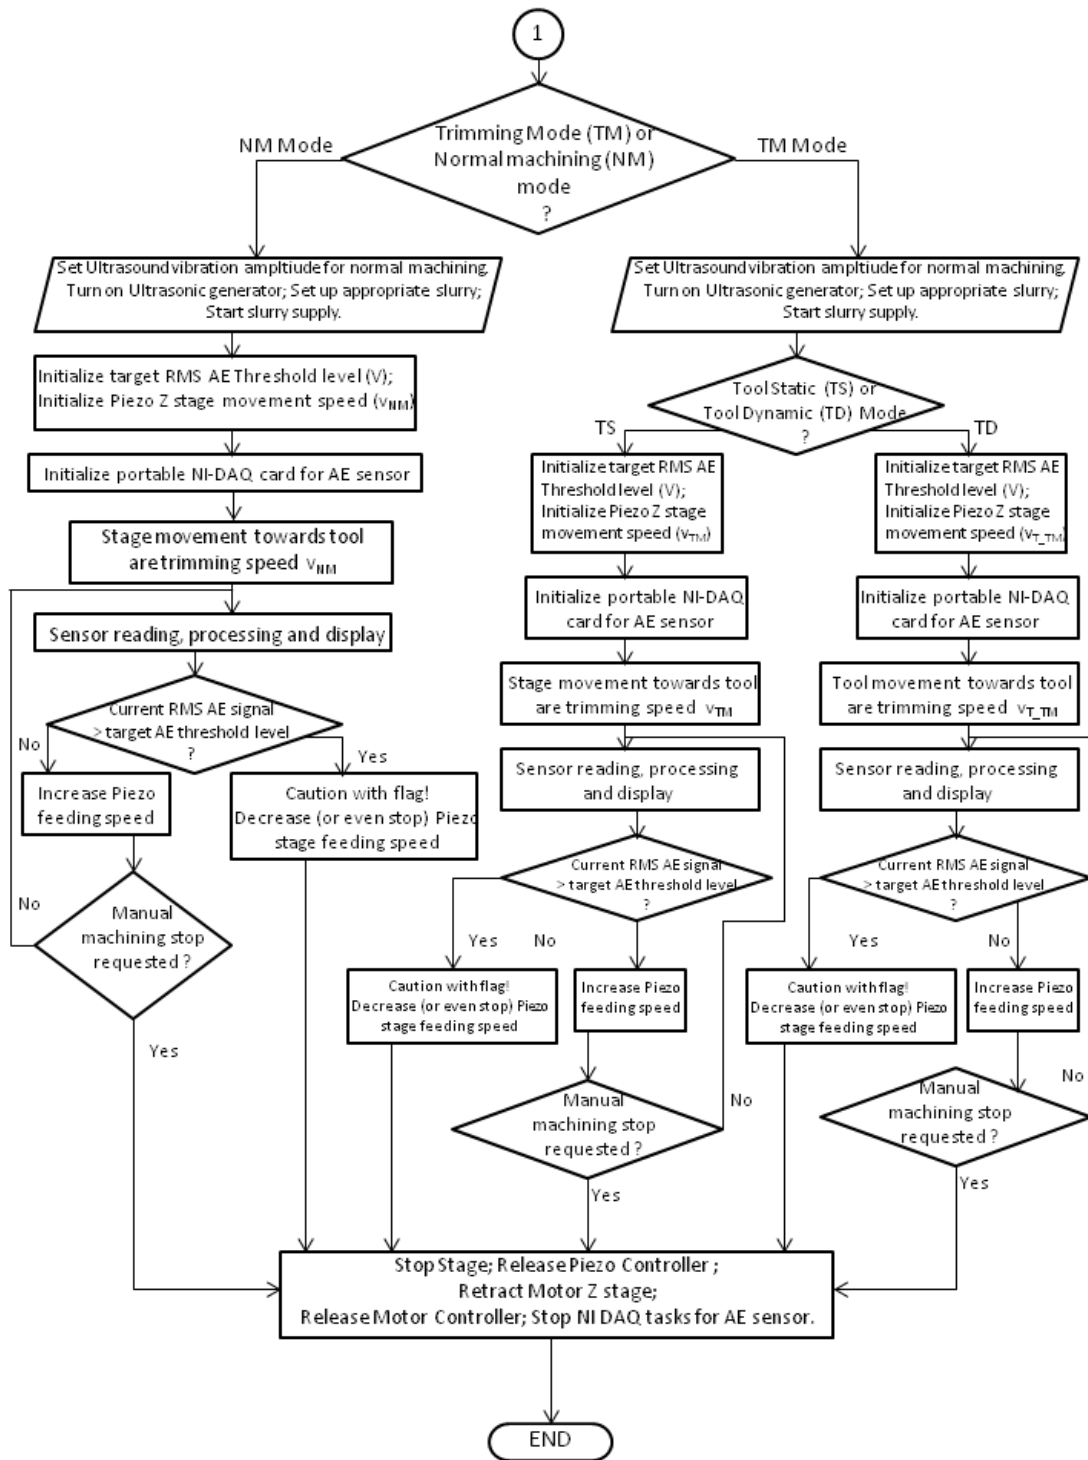 1
Trimming Mode (TM) or
Normal machining (NM)
mode
?
NM Mode
TM Mode
Set Ultrasound vibration ampltiude for normal machining.
Turn on Ultrasonic generator; Set up appropriate slurry;
Start slurry supply.
Set Ultrasound vibration ampltiude for normal machining.
Turn on Ultrasonic generator; Set up appropriate slurry;
Start slurry supply.
Initialize target RMS AE Threshold level (V);
Initialize Piezo Z stage movement speed (vNM)
Tool Static (TS) or
Tool Dynamic (TD) Mode
?
TS
TD
Initialize portable NI-DAQ card for AE sensor
Initialize target RMS AE
Threshold level (V);
Initialize Piezo Z stage
movement speed (vTM)
Initialize target RMS AE
Threshold level (V);
Initialize Piezo Z stage
movement speed (vT_TM)
Stage movement towards tool
are trimming speed vNM
Initialize portable NI-DAQ
card for AE sensor
Initialize portable NI-DAQ
card for AE sensor
Sensor reading, processing and display
Stage movement towards tool
are trimming speed vTM
Tool movement towards tool
are trimming speed vT_TM
Current RMS AE signal
> target AE threshold level
?
No
Yes
Sensor reading, processing
and display
Sensor reading, processing
and display
Increase Piezo
feeding speed
Caution with flag!
Decrease (or even stop) Piezo
stage feeding speed
Current RMS AE signal
> target AE threshold level
?
Current RMS AE signal
> target AE threshold level
?
No
Manual
machining stop
requested ?
Yes
Yes
No
Yes
No
Caution with flag!
Decrease (or even stop) Piezo
stage feeding speed
Increase Piezo
feeding speed
Caution with flag!
Decrease (or even stop) Piezo
stage feeding speed
Increase Piezo
feeding speed
Manual
machining stop
requested ?
No
Yes
Manual
machining stop
requested ?
No
Yes
Stop Stage; Release Piezo Controller ;
Retract Motor Z stage;
Release Motor Controller; Stop NI DAQ tasks for AE sensor.
END